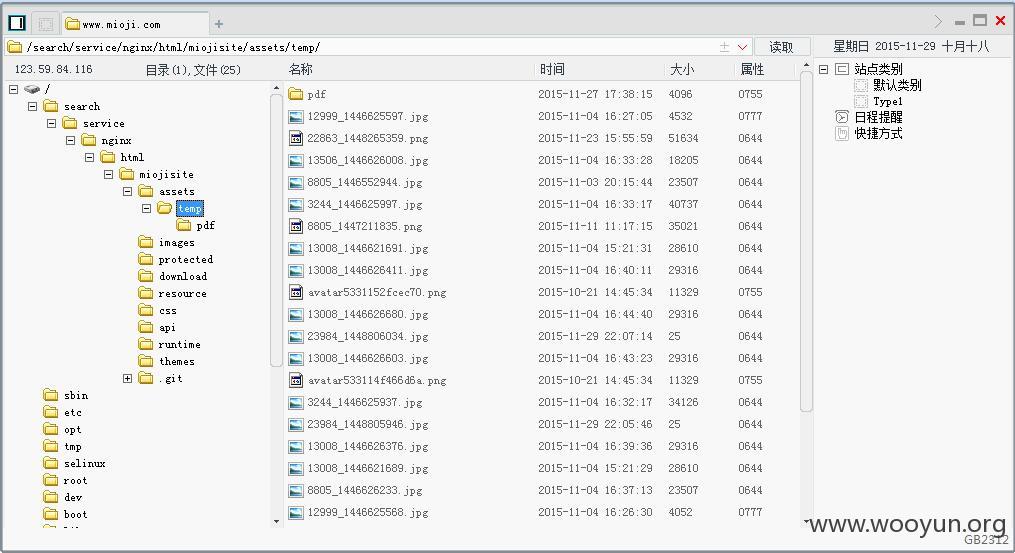 www.mioji.com
/search/service/nginx/html/miojisite/assets/temp/ 读取 星期日 2015-11-29 十月十八
123.59.84.116 目录(1),文件(25) 名称 时间 大小 属性
/
search
service
nginx
html
miojisite
assets
temp
pdf
images
protected
download
resource
css
api
runtime
themes
.git
sbin
etc
opt
tmp
selinux
root
dev
boot
pdf 2015-11-27 17:38:15 4096 0755
12999_1446625597.jpg 2015-11-04 16:27:05 4532 0777
22863_1448265359.png 2015-11-23 15:55:59 51634 0644
13506_1446626008.jpg 2015-11-04 16:33:28 18205 0644
8805_1446552944.jpg 2015-11-03 20:15:44 23507 0644
3244_1446625997.jpg 2015-11-04 16:33:17 40737 0644
8805_1447211835.png 2015-11-11 11:17:15 35021 0644
13008_1446621691.jpg 2015-11-04 15:21:31 28610 0644
13008_1446626411.jpg 2015-11-04 16:40:11 29316 0644
avatar5331152fcec70.png 2015-10-21 14:45:34 11329 0755
13008_1446626680.jpg 2015-11-04 16:44:40 29316 0644
23984_1448806034.jpg 2015-11-29 22:07:14 25 0644
13008_1446626603.jpg 2015-11-04 16:43:23 29316 0644
avatar533114f466d6a.png 2015-10-21 14:45:34 11329 0755
3244_1446625937.jpg 2015-11-04 16:32:17 34126 0644
23984_1448805946.jpg 2015-11-29 22:05:46 25 0644
13008_1446626376.jpg 2015-11-04 16:39:36 29316 0644
13008_1446621689.jpg 2015-11-04 15:21:29 28610 0644
8805_1446626233.jpg 2015-11-04 16:37:13 23507 0644
12999_1446625568.jpg 2015-11-04 16:26:30 4052 0777
站点类别
默认类别
Type1
日程提醒
快捷方式
www.wooyun.org
GB2312